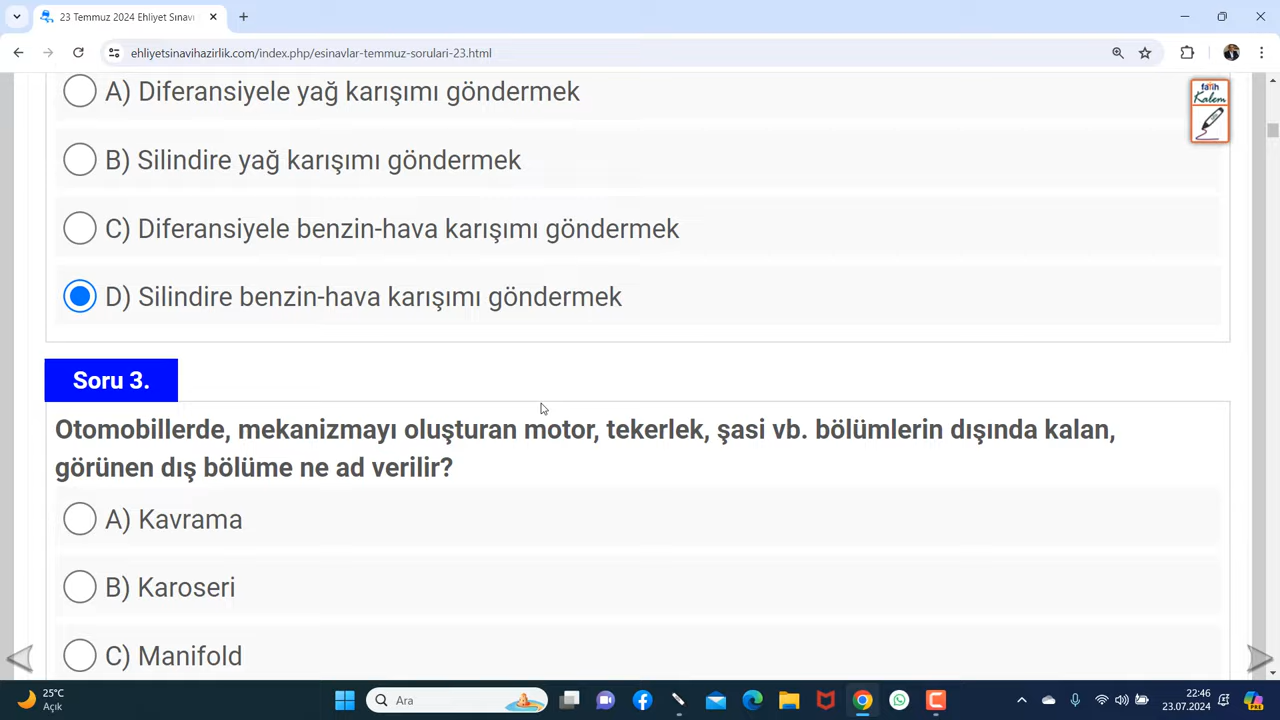 23 Temmuz 2024 Ehliyet Sınavı
ehliyetsinavihazirlik.com/index.php/esinavlar-temmuz-sorulari-23.html
A) Diferansiyele yağ karışımı göndermek
fatih
Kalem
B) Silindire yağ karışımı göndermek
C) Diferansiyele benzin-hava karışımı göndermek
D) Silindire benzin-hava karışımı göndermek
Soru 3.
Otomobillerde, mekanizmayı oluşturan motor, tekerlek, şasi vb. bölümlerin dışında kalan,
görünen dış bölüme ne ad verilir?
A) Kavrama
B) Karoseri
C) Manifold
25°C
Açık
Ara
22:46
23.07.2024